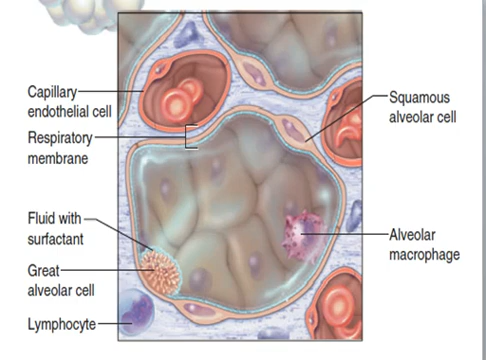 Capillary
endothelial cell
Respiratory
membrane
Fluid with
surfactant
Great
alveolar cell
Lymphocyte
Squamous
alveolar cell
Alveolar
macrophage